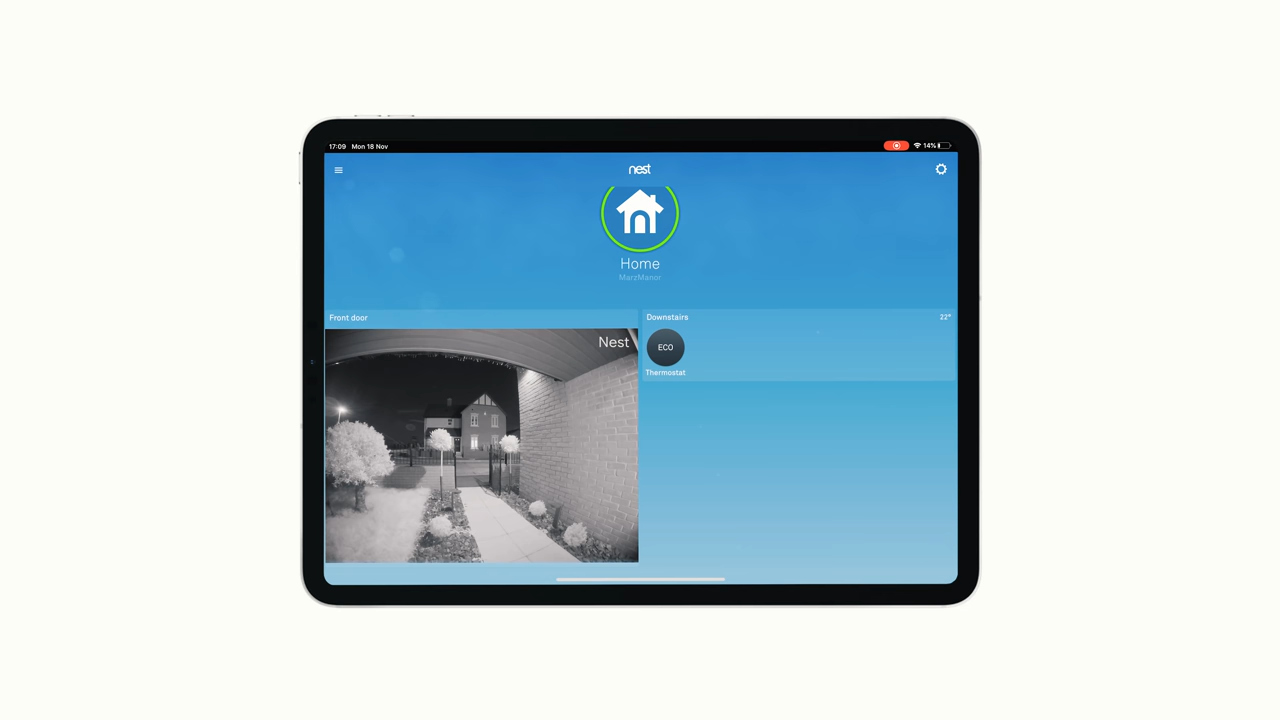 17:09 Mon 18 Nov
14%
nest
Home
MarzManor
Front door
Nest
Downstairs
22°
ECO
Thermostat